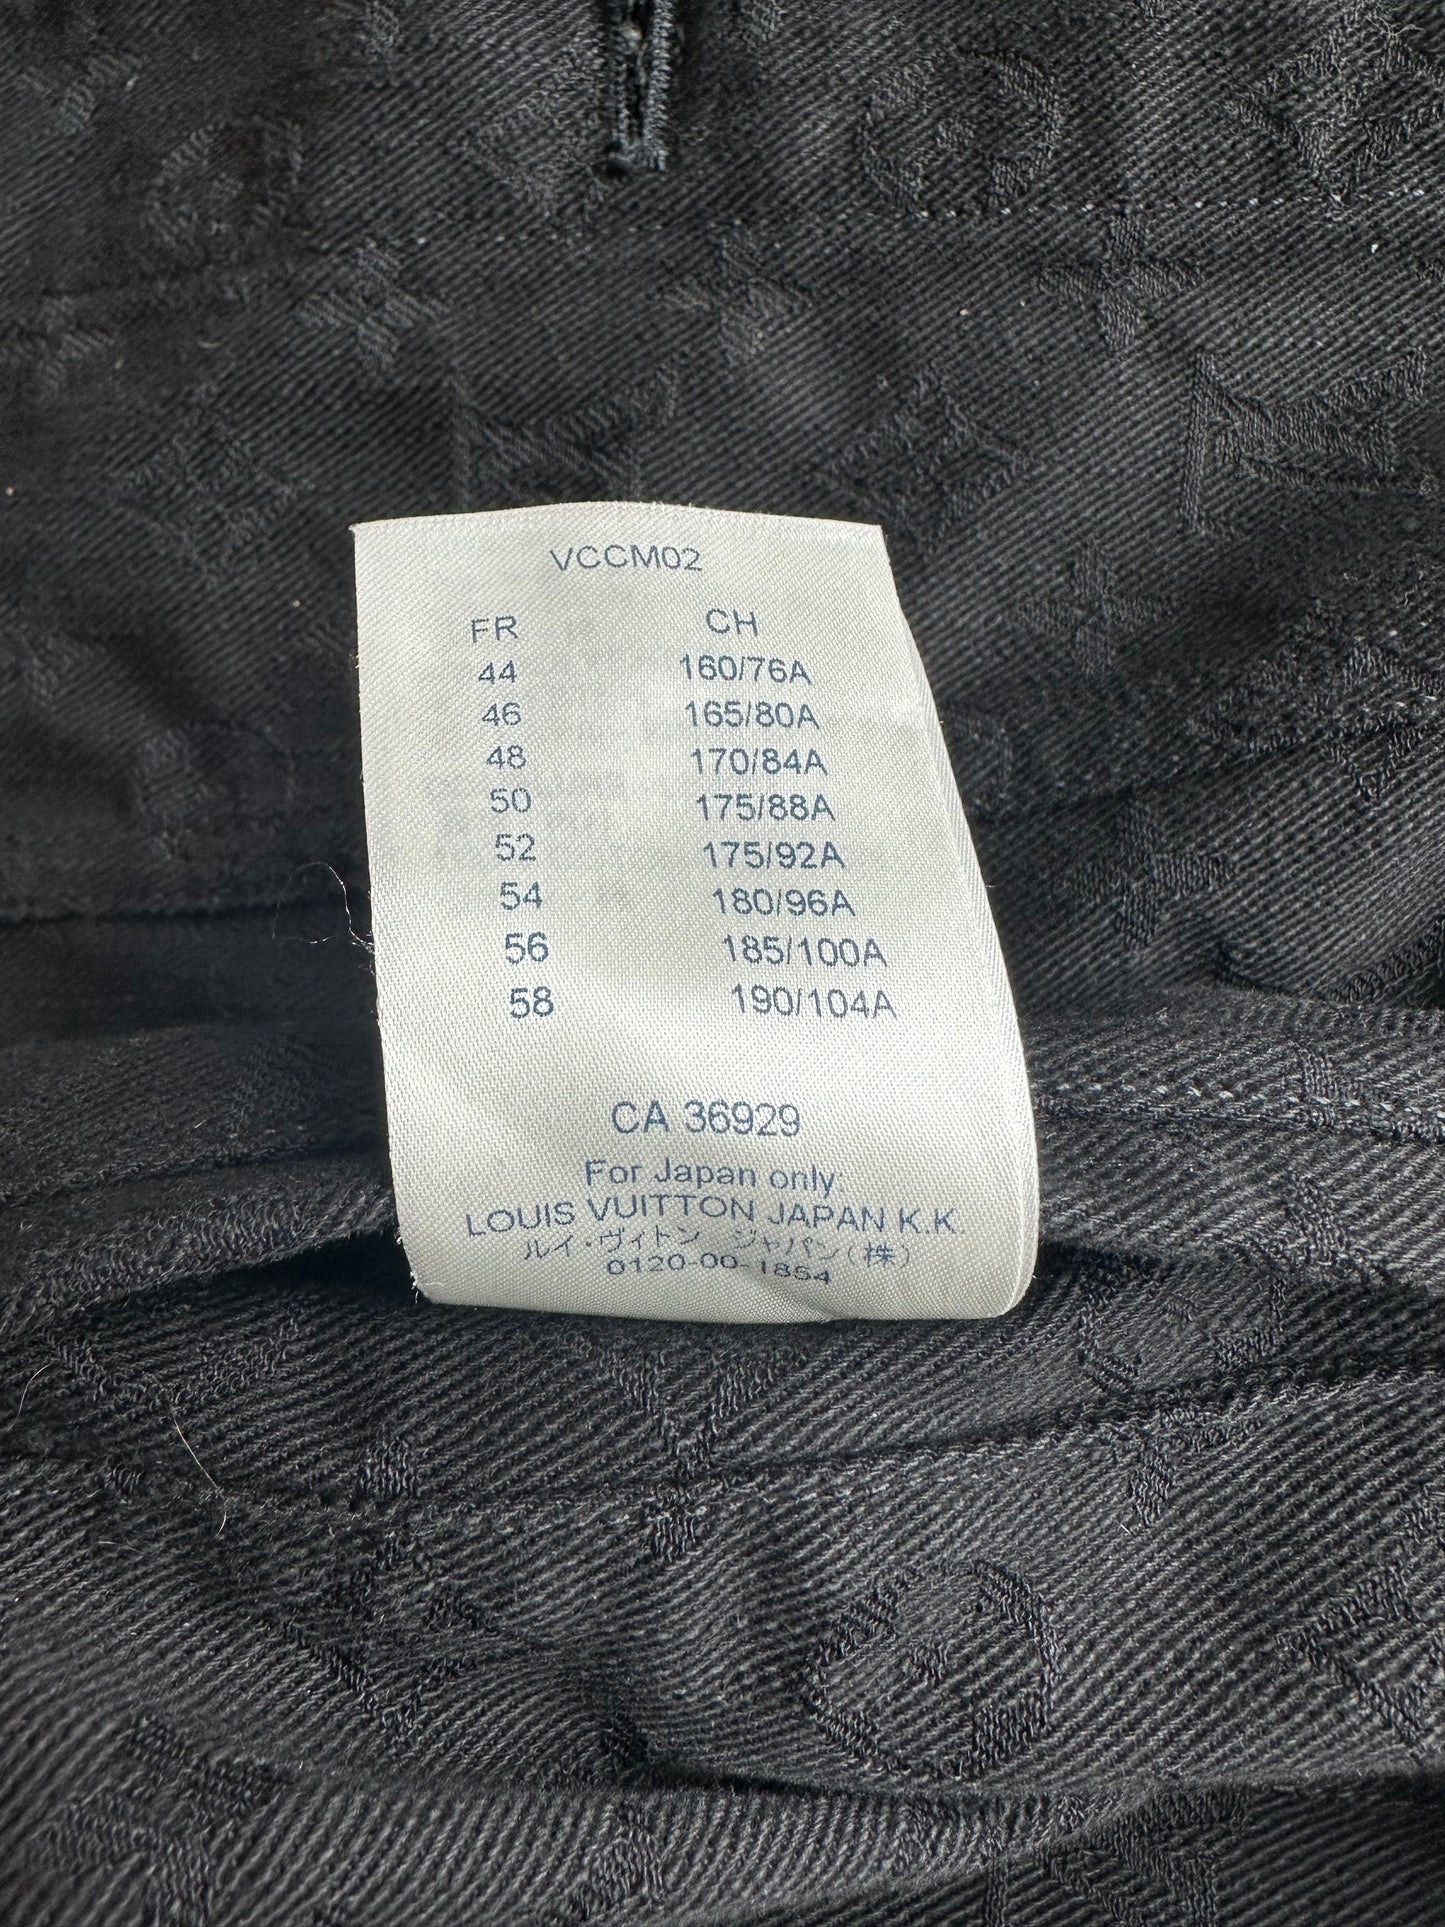 VCCM02
FR CH
44 160/76A
46 165/80A
48 170/84A
50 175/88A
52 175/92A
54 180/96A
56 185/100A
58 190/104A
CA 36929
For Japan only:
LOUIS VUITTON JAPAN K.K.
ルイ・ヴィトン ジャパン(株)
0120-00-1854